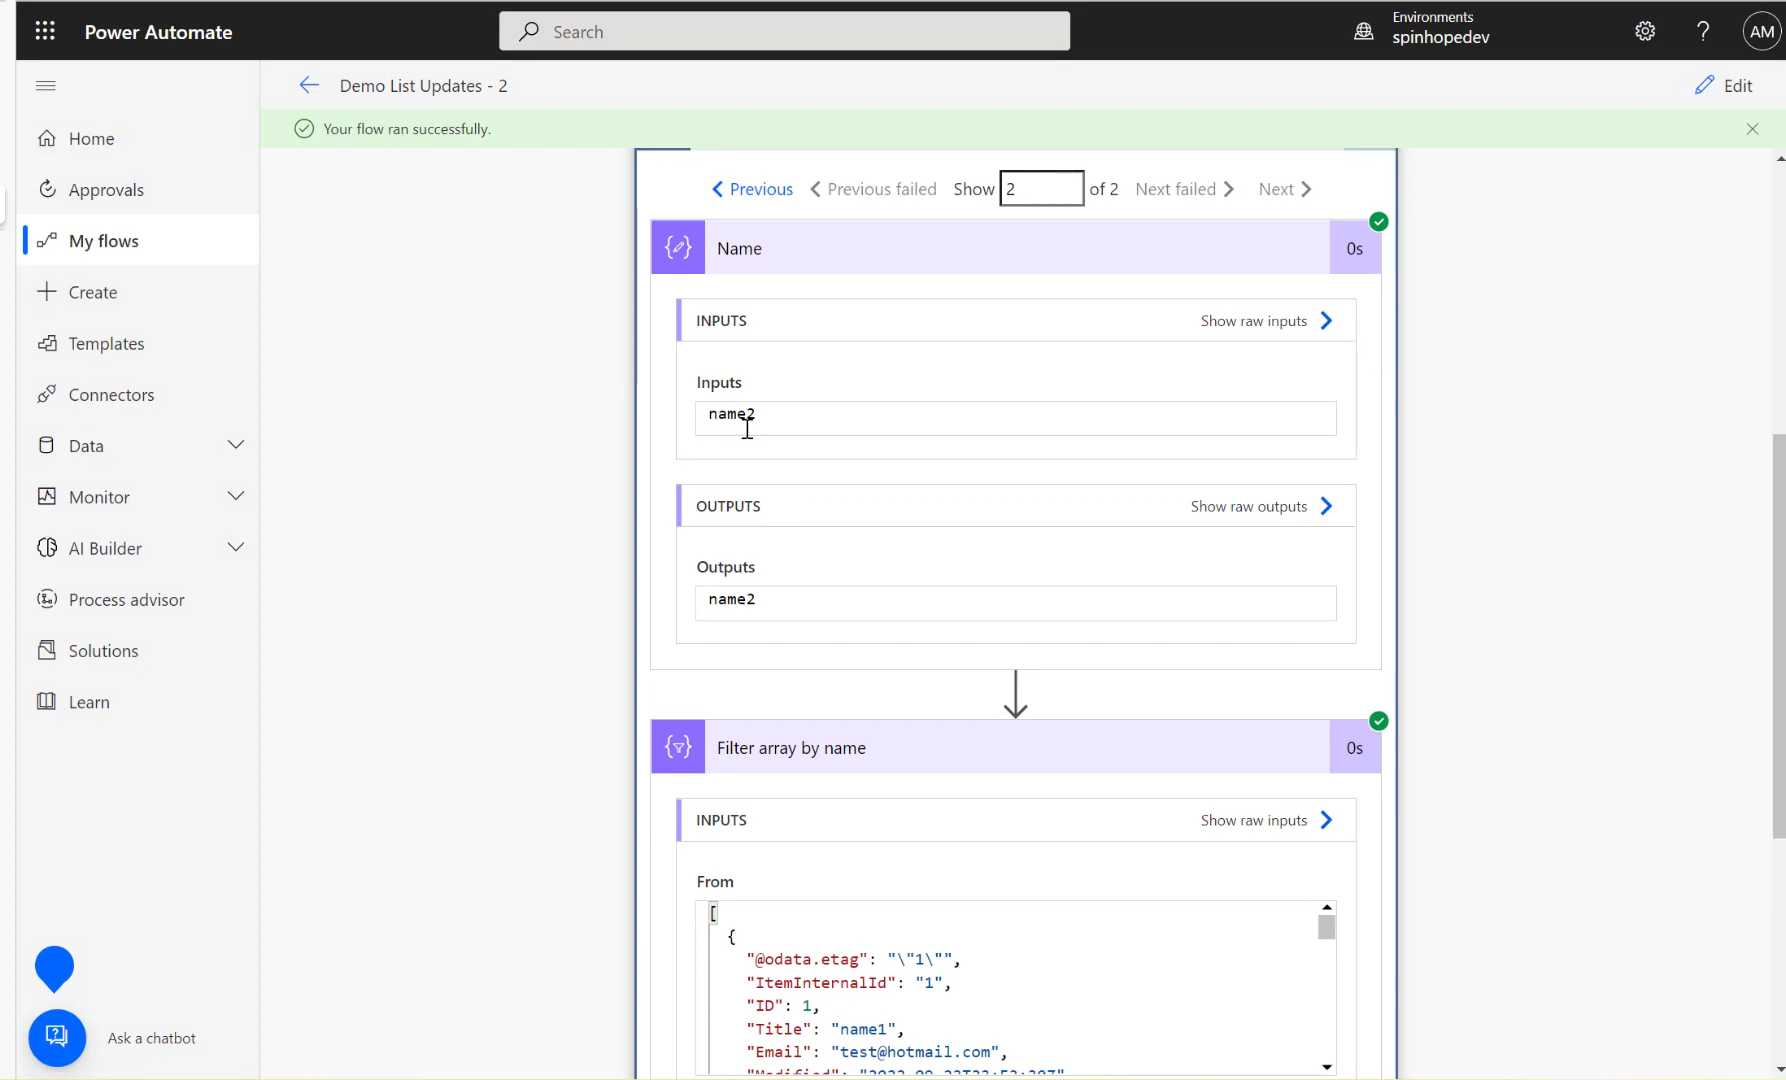 Power Automate
Search
Environments
spinhopedev
?
AM
Demo List Updates - 2
Edit
Your flow ran successfully.
Home
Approvals
My flows
Create
Templates
Connectors
Data
Monitor
AI Builder
Process advisor
Solutions
Learn
Ask a chatbot
Previous Previous failed Show 2 of 2 Next failed Next
Name 0s
INPUTS Show raw inputs
Inputs
name2
OUTPUTS Show raw outputs
Outputs
name2
Filter array by name 0s
INPUTS Show raw inputs
From
[
{
"@odata.etag": "\"1\"",
"ItemInternalId": "1",
"ID": 1,
"Title": "name1",
"Email": "test@hotmail.com",